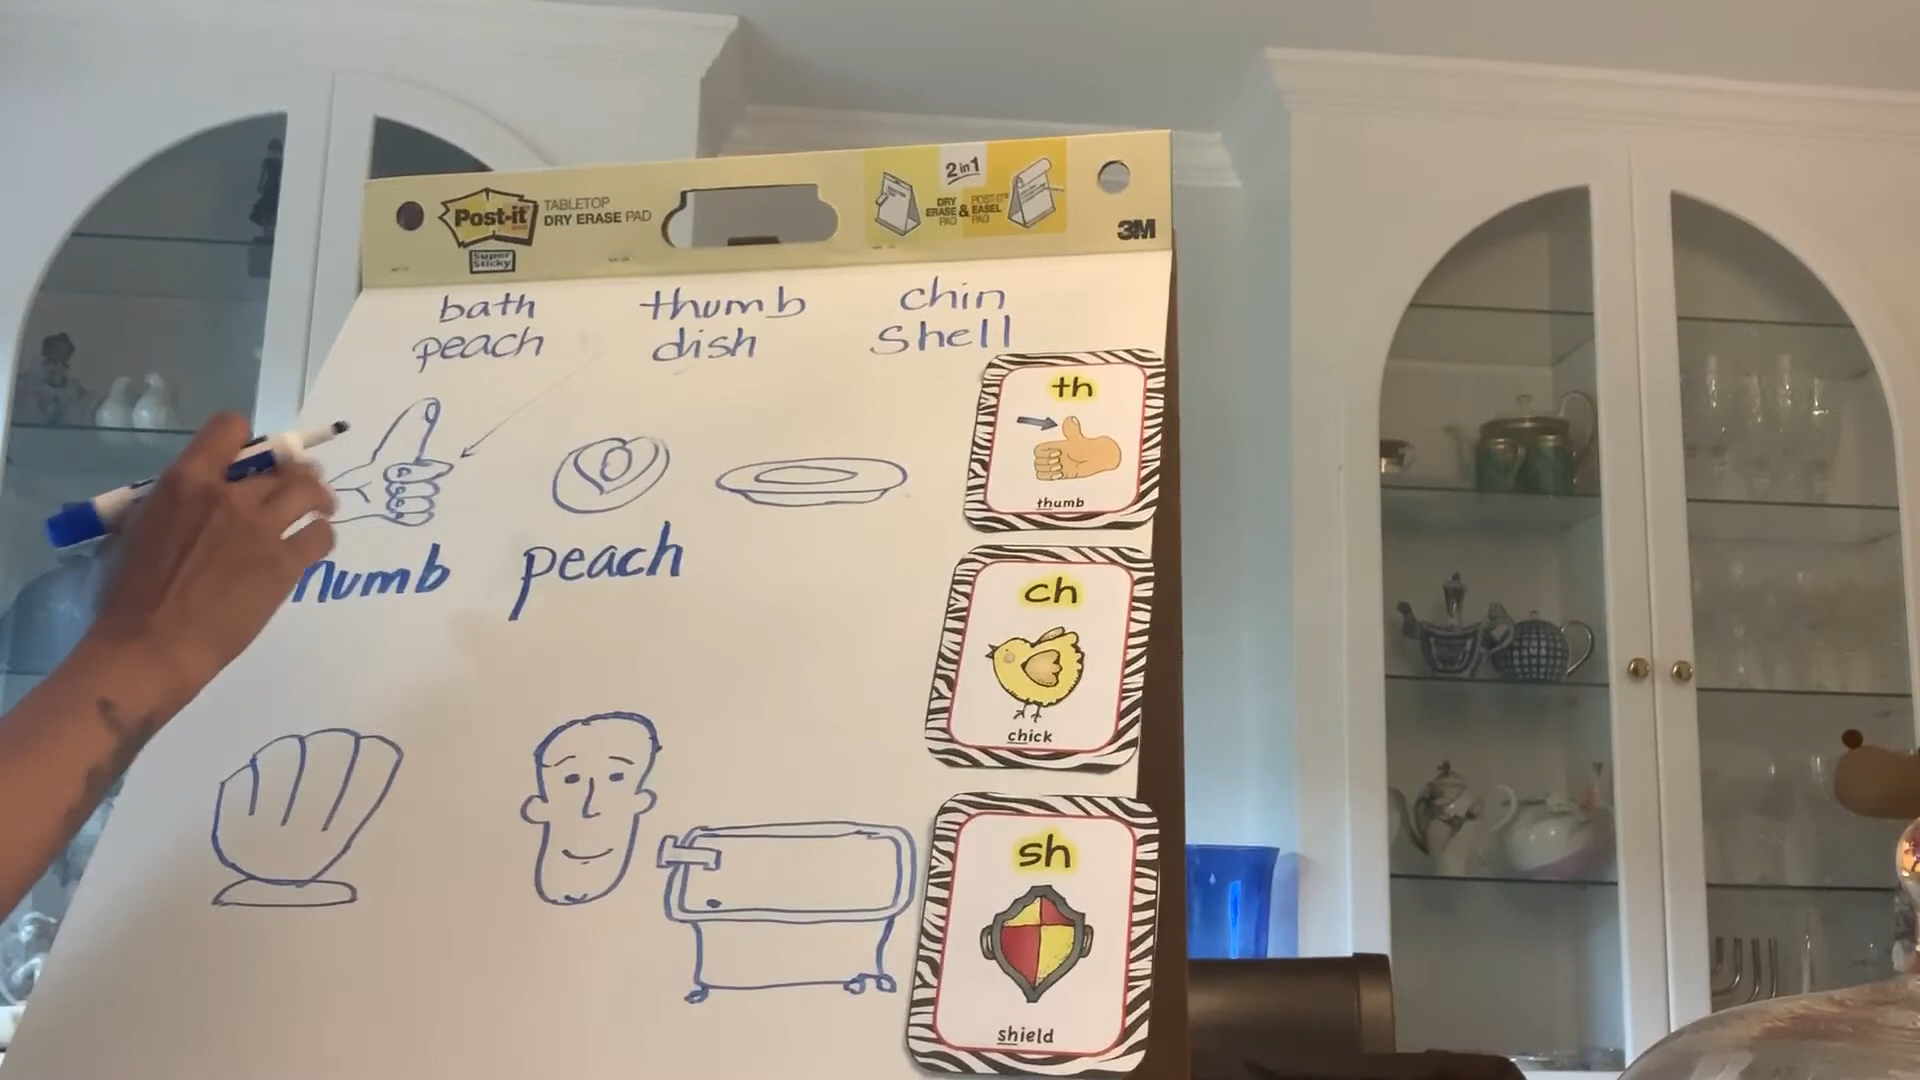 Post-it
Super
Sticky
TABLETOP
DRY ERASE PAD
2 in 1
DRY
ERASE
PAD
&
POST-IT
EASEL
PAD
3M
bath thumb chin
peach dish shell
th
thumb
humb peach
ch
chick
sh
shield